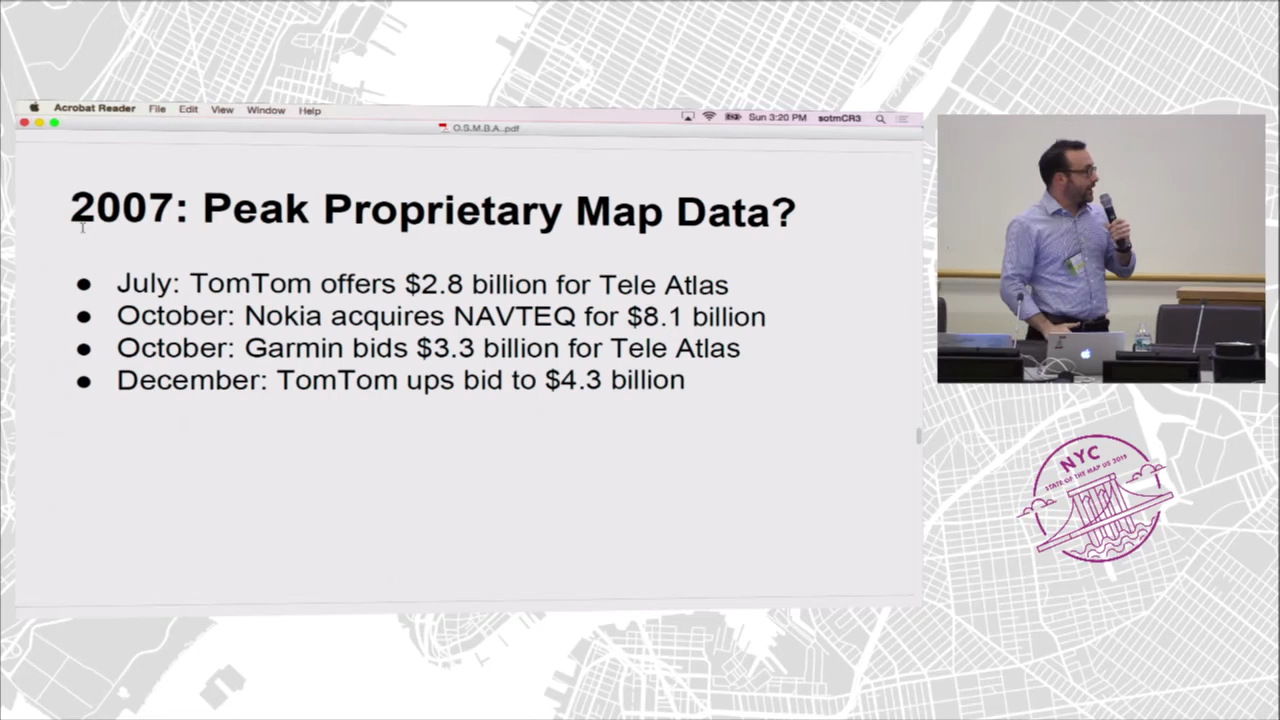 Acrobat Reader File Edit View Window Help Sun 3:20 PM sotmCR3
O.S.M.B.A..pdf
2007: Peak Proprietary Map Data?
● July: TomTom offers $2.8 billion for Tele Atlas
● October: Nokia acquires NAVTEQ for $8.1 billion
● October: Garmin bids $3.3 billion for Tele Atlas
● December: TomTom ups bid to $4.3 billion
NYC
STATE OF THE MAP US 2015